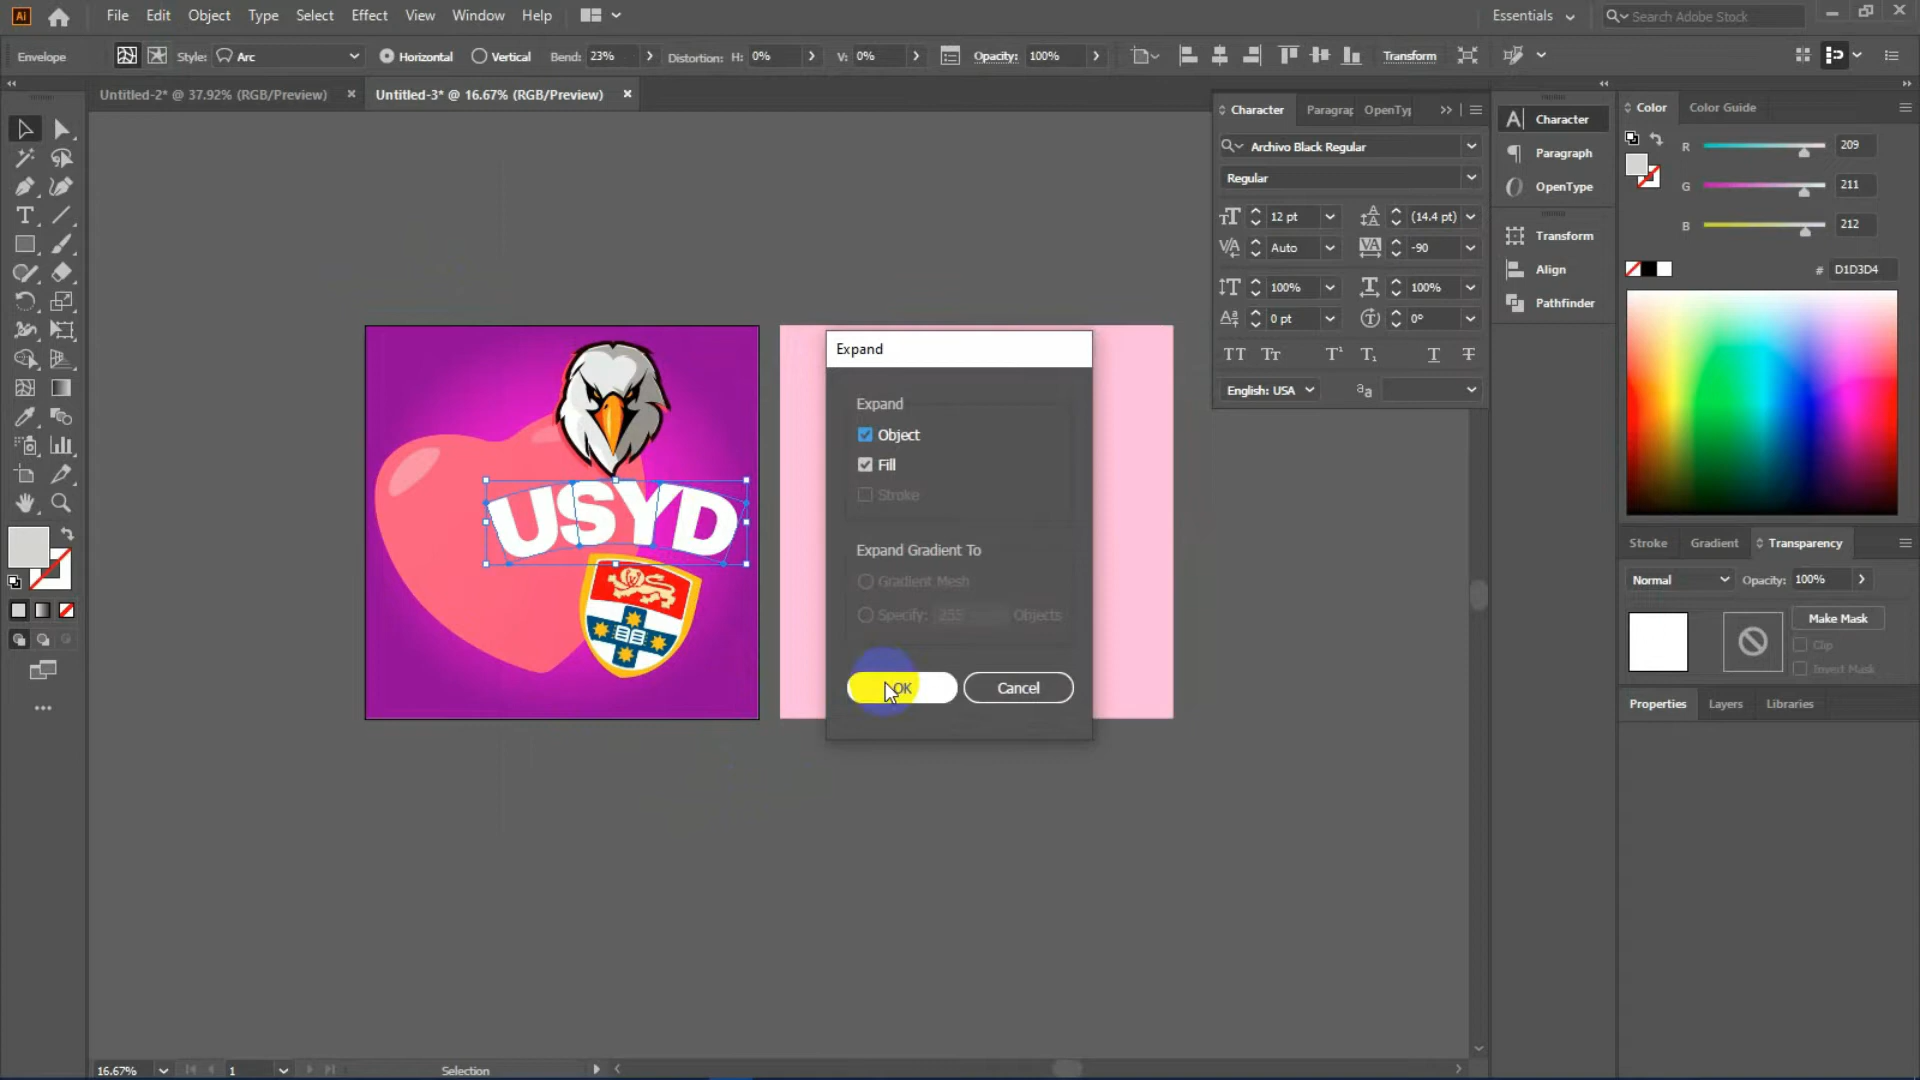 Ai File Edit Object Type Select Effect View Window Help Essentials Search Adobe Stock
Envelope Style: Arc Horizontal Vertical Bend: 23% Distortion: H: 0% V: 0% Opacity: 100% Transform
Untitled-2* @ 37.92% (RGB/Preview) Untitled-3* @ 16.67% (RGB/Preview)
Character Paragrap OpenTyp
Archivo Black Regular
Regular
12 pt (14.4 pt)
Auto -90
100% 100%
0 pt 0°
English: USA
Character
Paragraph
OpenType
Transform
Align
Pathfinder
Color Color Guide
R 209
G 211
B 212
# D1D3D4
Stroke Gradient Transparency
Normal Opacity: 100%
Make Mask
Clip
Invert Mask
Properties Layers Libraries
USYD
Expand
Expand
Object
Fill
Stroke
Expand Gradient To
Gradient Mesh
Specify: 255 Objects
OK Cancel
16.67% 1 Selection